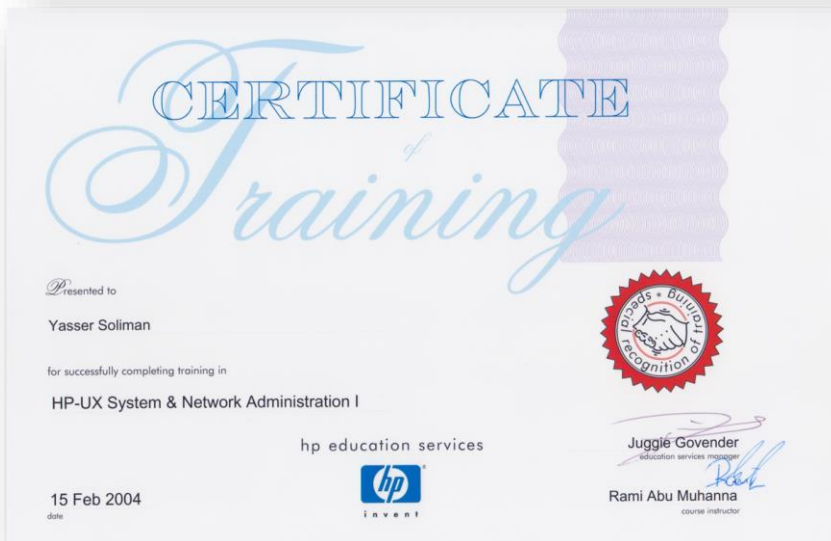 CERTIFICATE
of
Training
Presented to
Yasser Soliman
for successfully completing training in
HP-UX System & Network Administration I
special recognition of training *
hp education services
hp
invent
15 Feb 2004
date
Juggie Govender
education services manager
Rami Abu Muhanna
course instructor